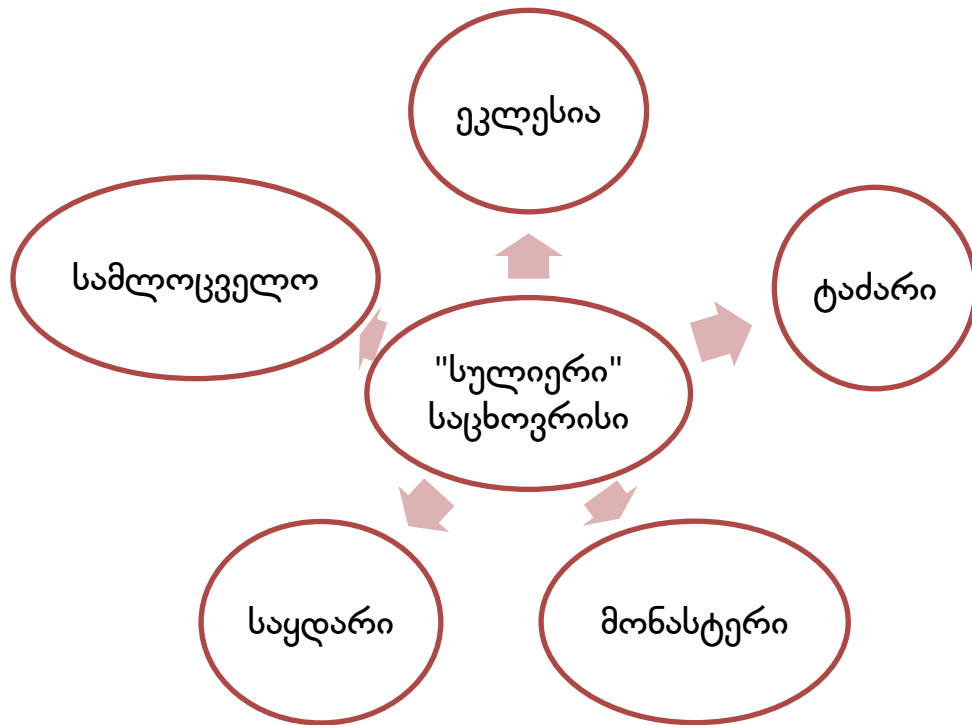 ეკლესია
სამლოცველო
ტაძარი
"სულიერი"
საცხოვრისი
საყდარი
მონასტერი